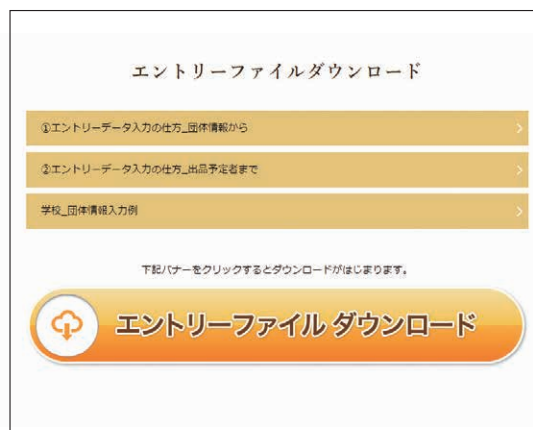 エントリーファイルダウンロード
①エントリーデータ入力の仕方_団体情報から
②エントリーデータ入力の仕方_出品予定者まで
学校_団体情報入力例
下記バナーをクリックするとダウンロードがはじまります。
エントリーファイル ダウンロード